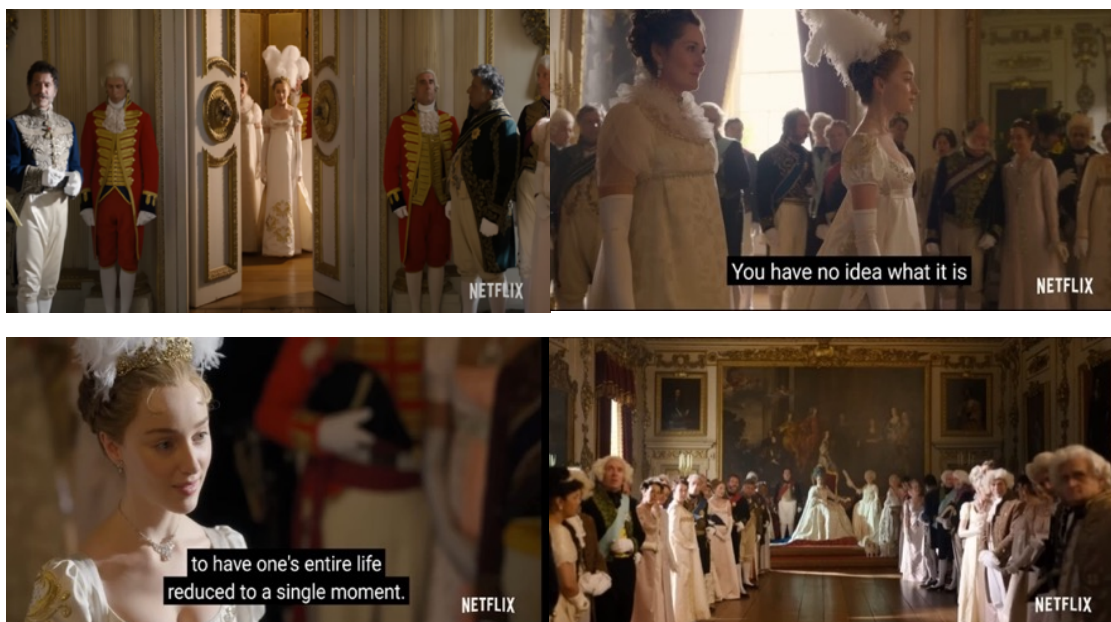 NETFLIX
You have no idea what it is
NETFLIX
to have one's entire life
reduced to a single moment.
NETFLIX
NETFLIX